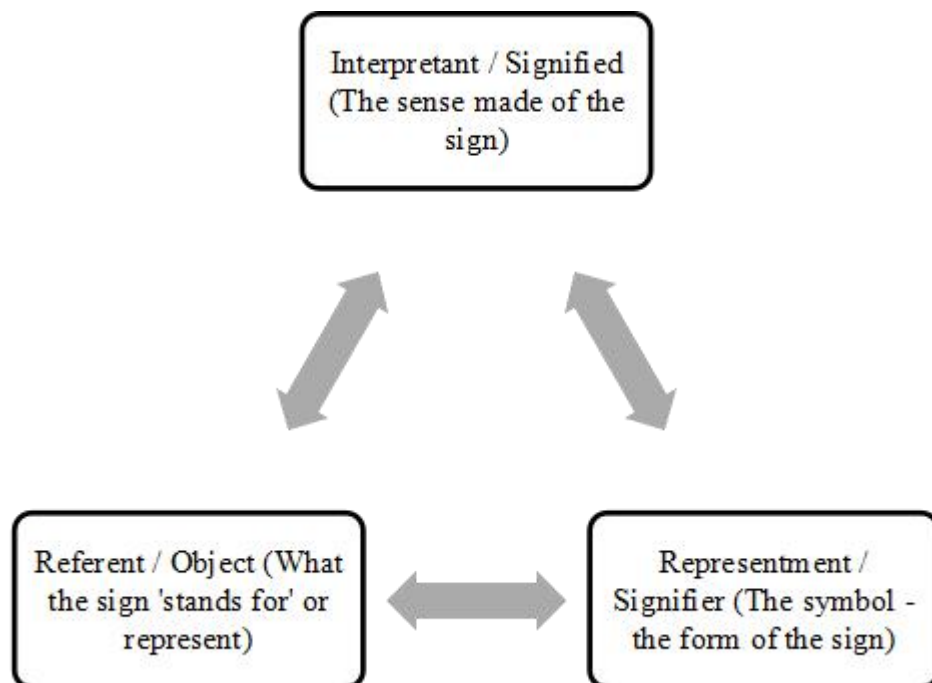 Interpretant / Signified
(The sense made of the
sign)
Referent / Object (What
the sign 'stands for' or
represent)
Representment /
Signifier (The symbol -
the form of the sign)